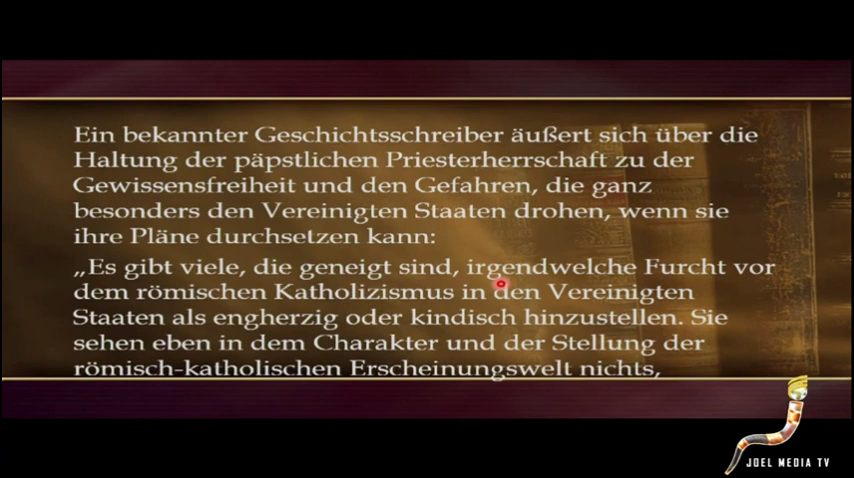 Ein bekannter Geschichtsschreiber äußert sich über die
Haltung der päpstlichen Priesterherrschaft zu der
Gewissensfreiheit und den Gefahren, die ganz
besonders den Vereinigten Staaten drohen, wenn sie
ihre Pläne durchsetzen kann:
„Es gibt viele, die geneigt sind, irgendwelche Furcht vor
dem römischen Katholizismus in den Vereinigten
Staaten als engherzig oder kindisch hinzustellen. Sie
sehen eben in dem Charakter und der Stellung der
römisch-katholischen Erscheinungswelt nichts,
JOEL MEDIA TV